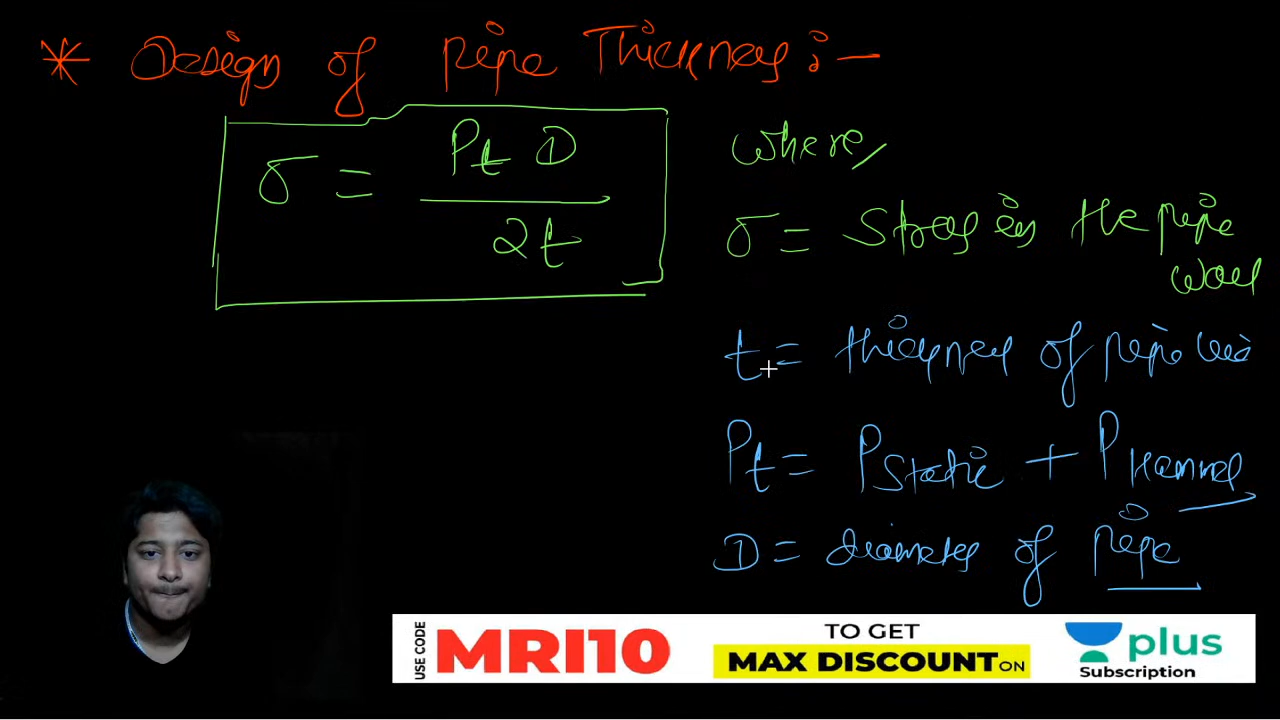 * Design of pipe Thickness :-
σ = Pt D / 2t
where,
σ = Stress in the pipe wall
t = thickness of pipe wall
Pt = Pstatic + PHammer
D = diameter of pipe
USE CODE
MRI10
TO GET
MAX DISCOUNT ON
plus
Subscription